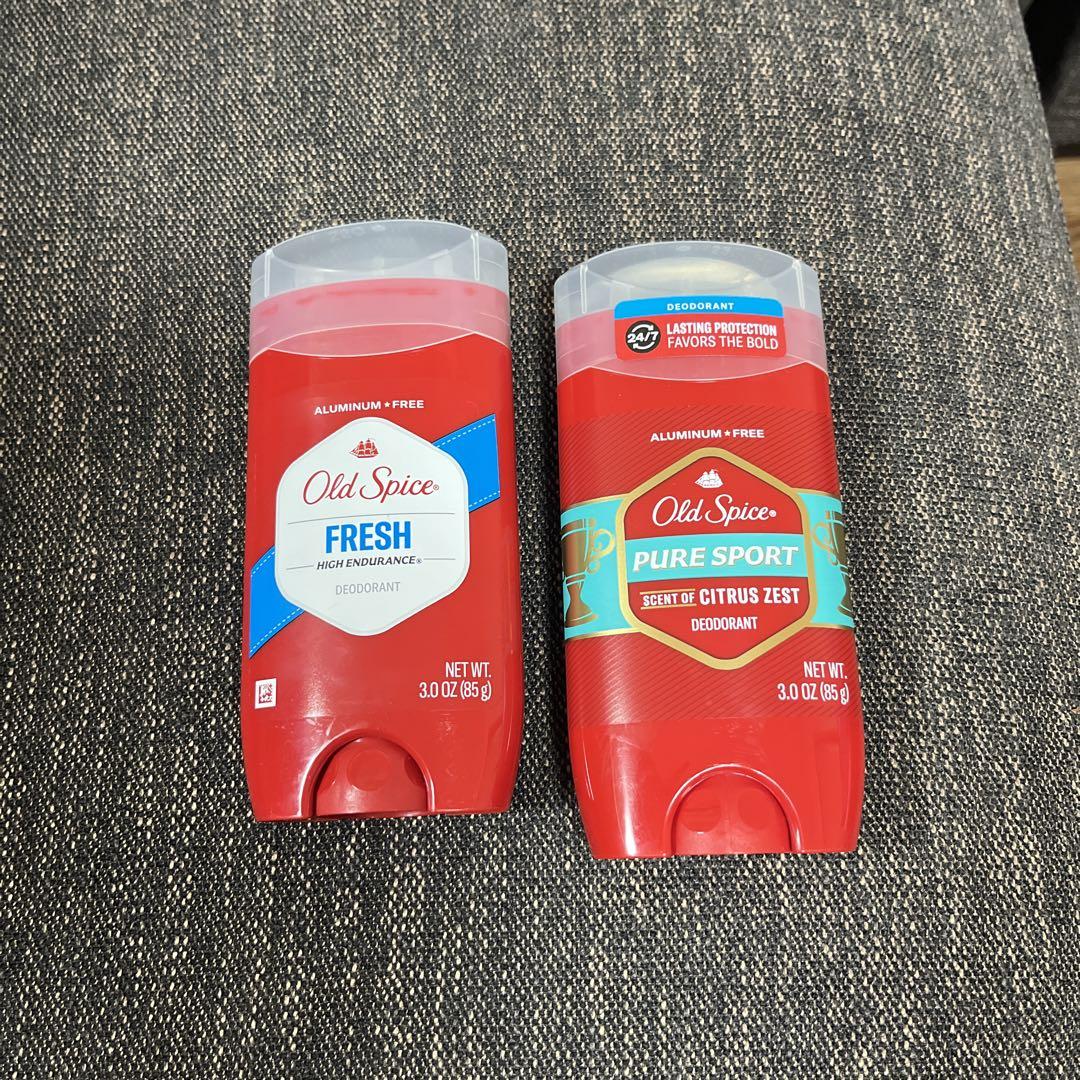 ALUMINUM★FREE
Old Spice®
FRESH
HIGH ENDURANCE®
DEODORANT
NET WT.
3.0 OZ (85 g)
DEODORANT
24/7
LASTING PROTECTION
FAVORS THE BOLD
ALUMINUM★FREE
Old Spice®
PURE SPORT
SCENT OF CITRUS ZEST
DEODORANT
NET WT.
3.0 OZ (85 g)